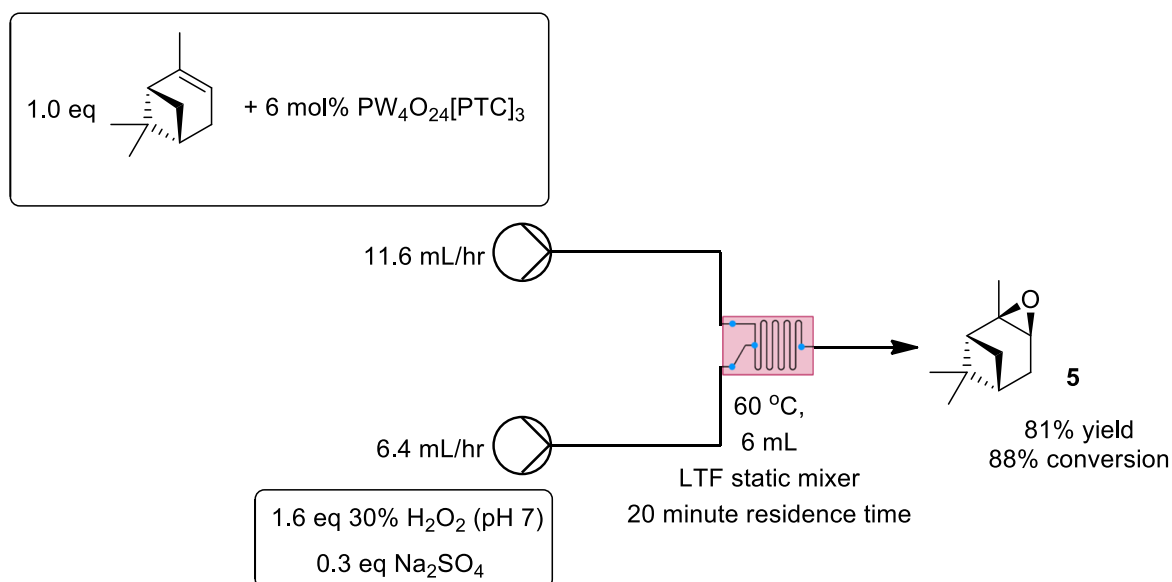 1.0 eq
+ 6 mol% PW₄O₂₄[PTC]₃
11.6 mL/hr
O
5
60 °C,
6 mL
LTF static mixer
20 minute residence time
81% yield
88% conversion
6.4 mL/hr
1.6 eq 30% H₂O₂ (pH 7)
0.3 eq Na₂SO₄